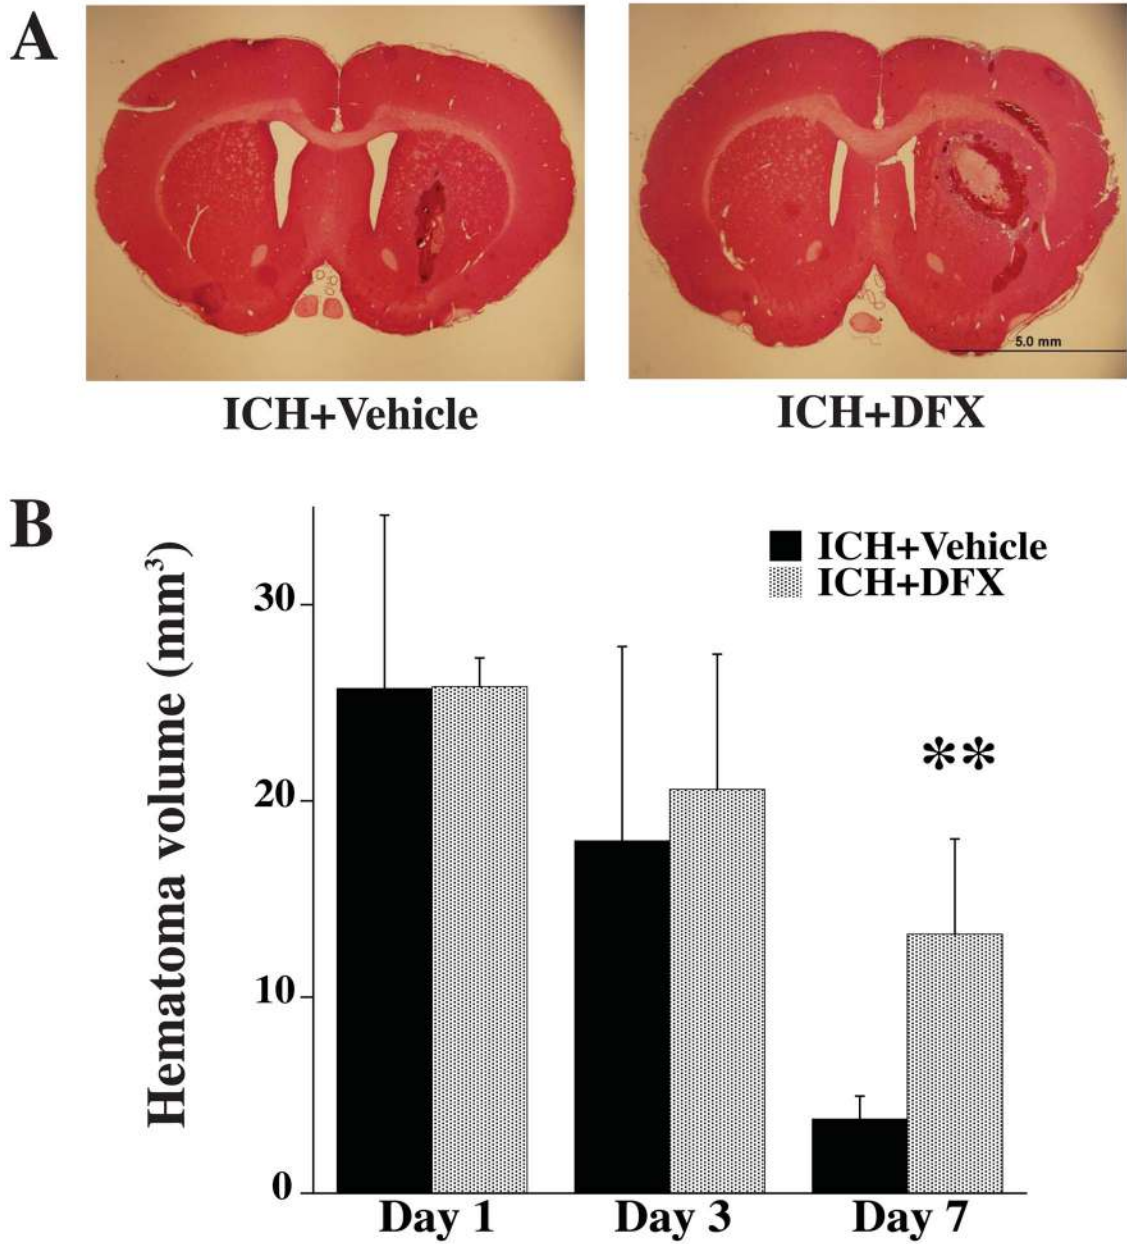 A
5.0 mm
ICH+Vehicle
ICH+DFX
B
Hematoma volume (mm³)
ICH+Vehicle
ICH+DFX
30
20
10
0
**
Day 1
Day 3
Day 7